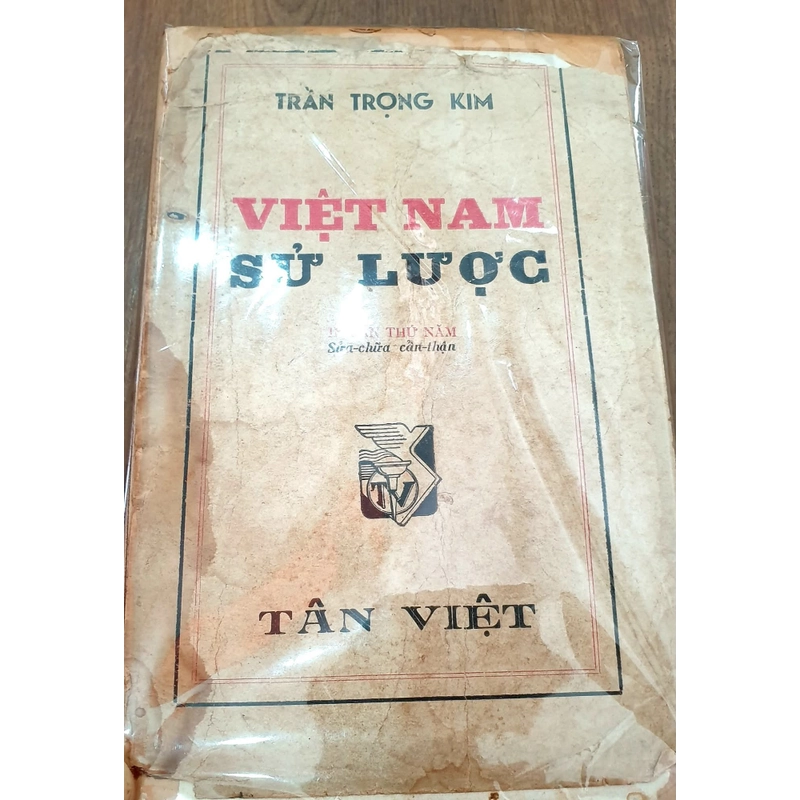 TRẦN TRỌNG KIM
VIỆT NAM
SỬ LƯỢC
THỨ NĂM
Sửa-chữa cẩn-thận
TV
TÂN VIỆT